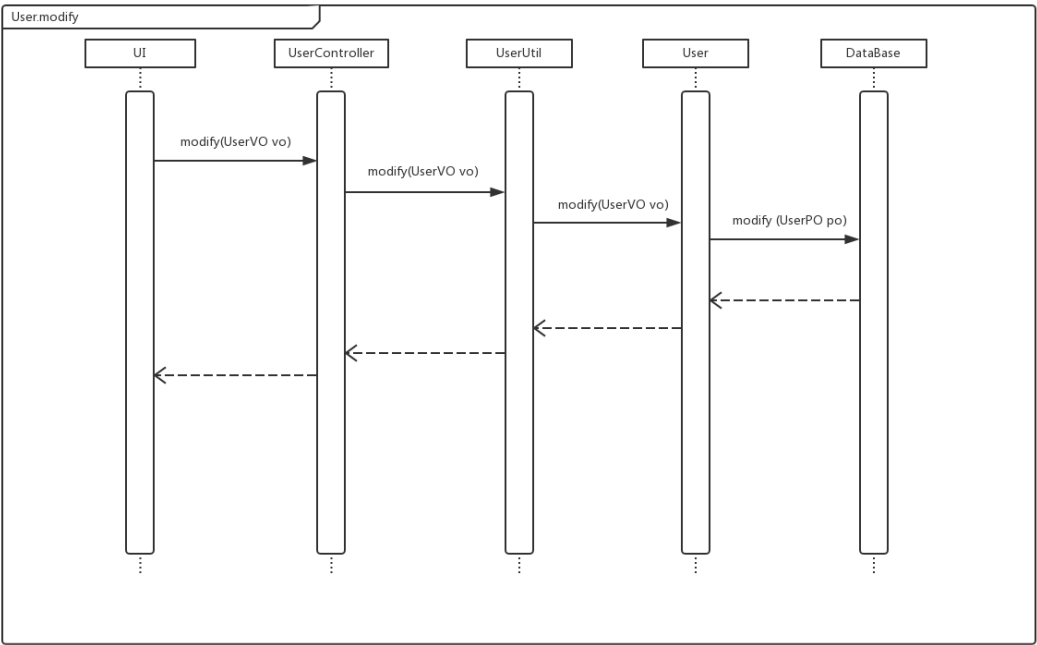 User.modify
UI
UserController
UserUtil
User
DataBase
modify(UserVO vo)
modify(UserVO vo)
modify(UserVO vo)
modify (UserPO po)